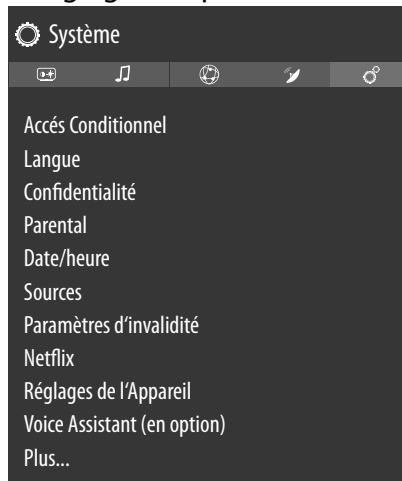 Système
Accés Conditionnel
Langue
Confidentialité
Parental
Date/heure
Sources
Paramètres d'invalidité
Netflix
Réglages de l'Appareil
Voice Assistant (en option)
Plus...